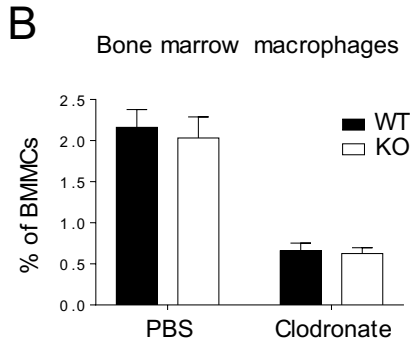 B
Bone marrow macrophages
% of BMMCs
2.5
2.0
1.5
1.0
0.5
0.0
WT
KO
PBS
Clodronate